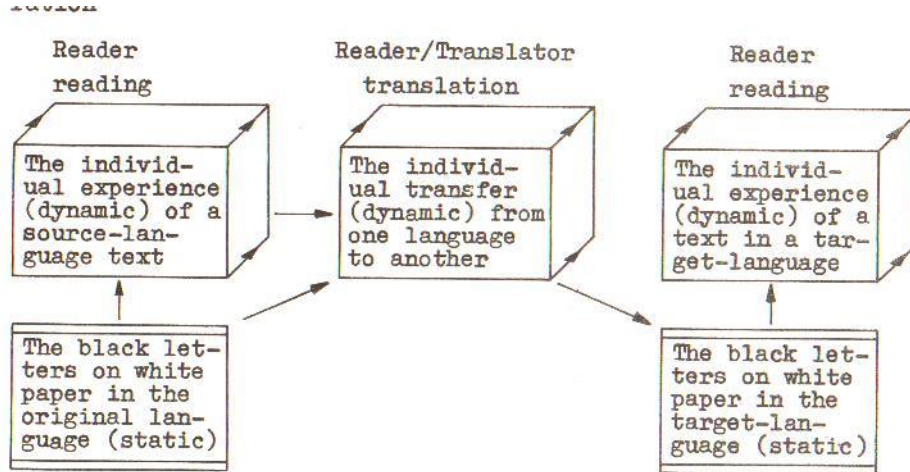 Reader
reading
Reader/Translator
translation
Reader
reading
The individ-
ual experience
(dynamic) of a
source-lan-
guage text
The individ-
ual transfer
(dynamic) from
one language
to another
The individ-
ual experience
(dynamic) of a
text in a tar-
get-language
The black let-
ters on white
paper in the
original lan-
guage (static)
The black let-
ters on white
paper in the
target-lan-
guage (static)